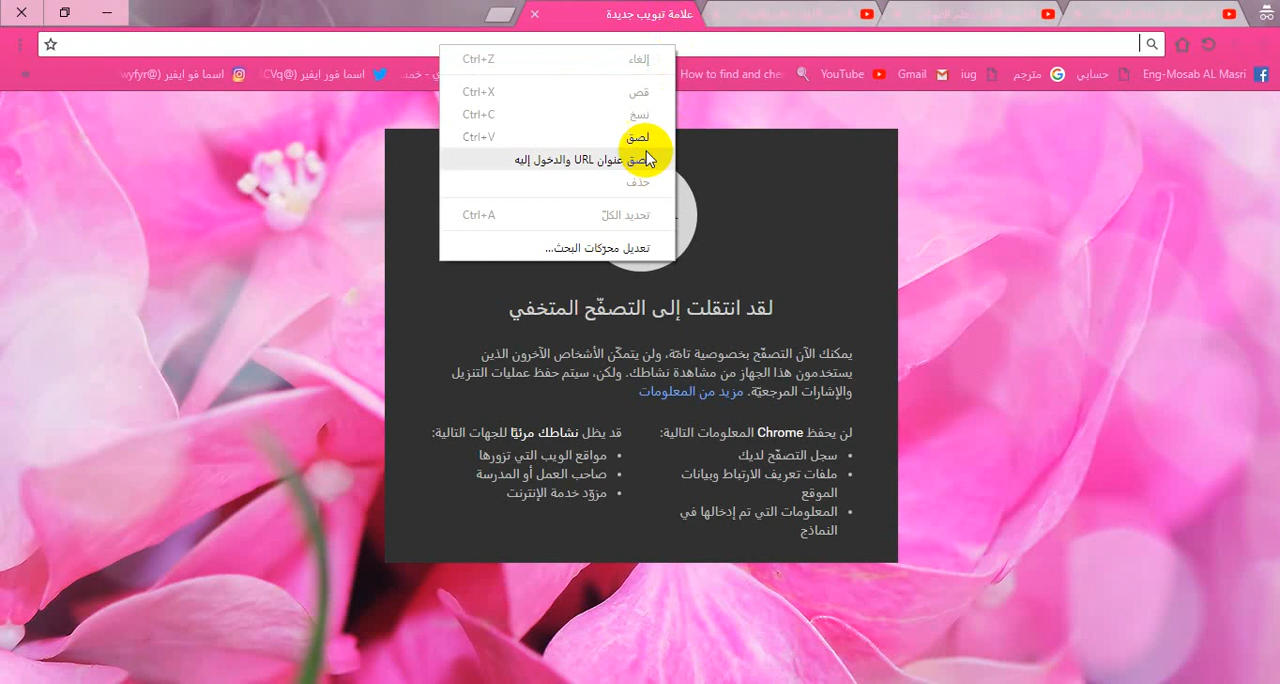 علامة تبويب جديدة
Eng-Mosab AL Masri
حسابي
مترجم
iug
Gmail
YouTube
How to find and che
اسما فور ايفير
اسما فو ايفير
إلغاء Ctrl+Z
قص Ctrl+X
نسخ Ctrl+C
لصق Ctrl+V
عنوان URL والدخول إليه
حذف
تحديد الكلّ Ctrl+A
تعديل محرّكات البحث...
لقد انتقلت إلى التصفّح المتخفي
يمكنك الآن التصفّح بخصوصية تامّة، ولن يتمكّن الأشخاص الآخرون الذين
يستخدمون هذا الجهاز من مشاهدة نشاطك. ولكن، سيتم حفظ عمليات التنزيل
والإشارات المرجعيّة. مزيد من المعلومات
لن يحفظ Chrome المعلومات التالية:
• سجل التصفّح لديك
• ملفات تعريف الارتباط وبيانات
الموقع
• المعلومات التي تم إدخالها في
النماذج
قد يظل نشاطك مرئيًا للجهات التالية:
• مواقع الويب التي تزورها
• صاحب العمل أو المدرسة
• مزوّد خدمة الإنترنت